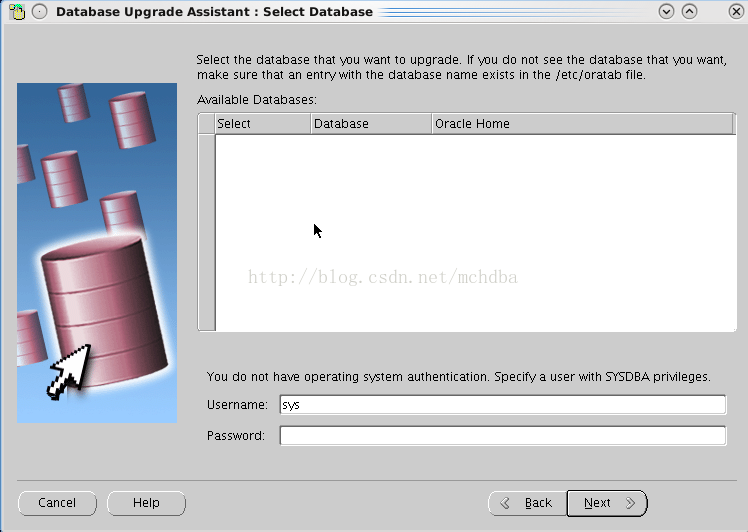 Database Upgrade Assistant : Select Database
Select the database that you want to upgrade. If you do not see the database that you want,
make sure that an entry with the database name exists in the /etc/oratab file.
Available Databases:
Select Database Oracle Home
http://blog.csdn.net/mchdba
You do not have operating system authentication. Specify a user with SYSDBA privileges.
Username: sys
Password:
Cancel Help Back Next